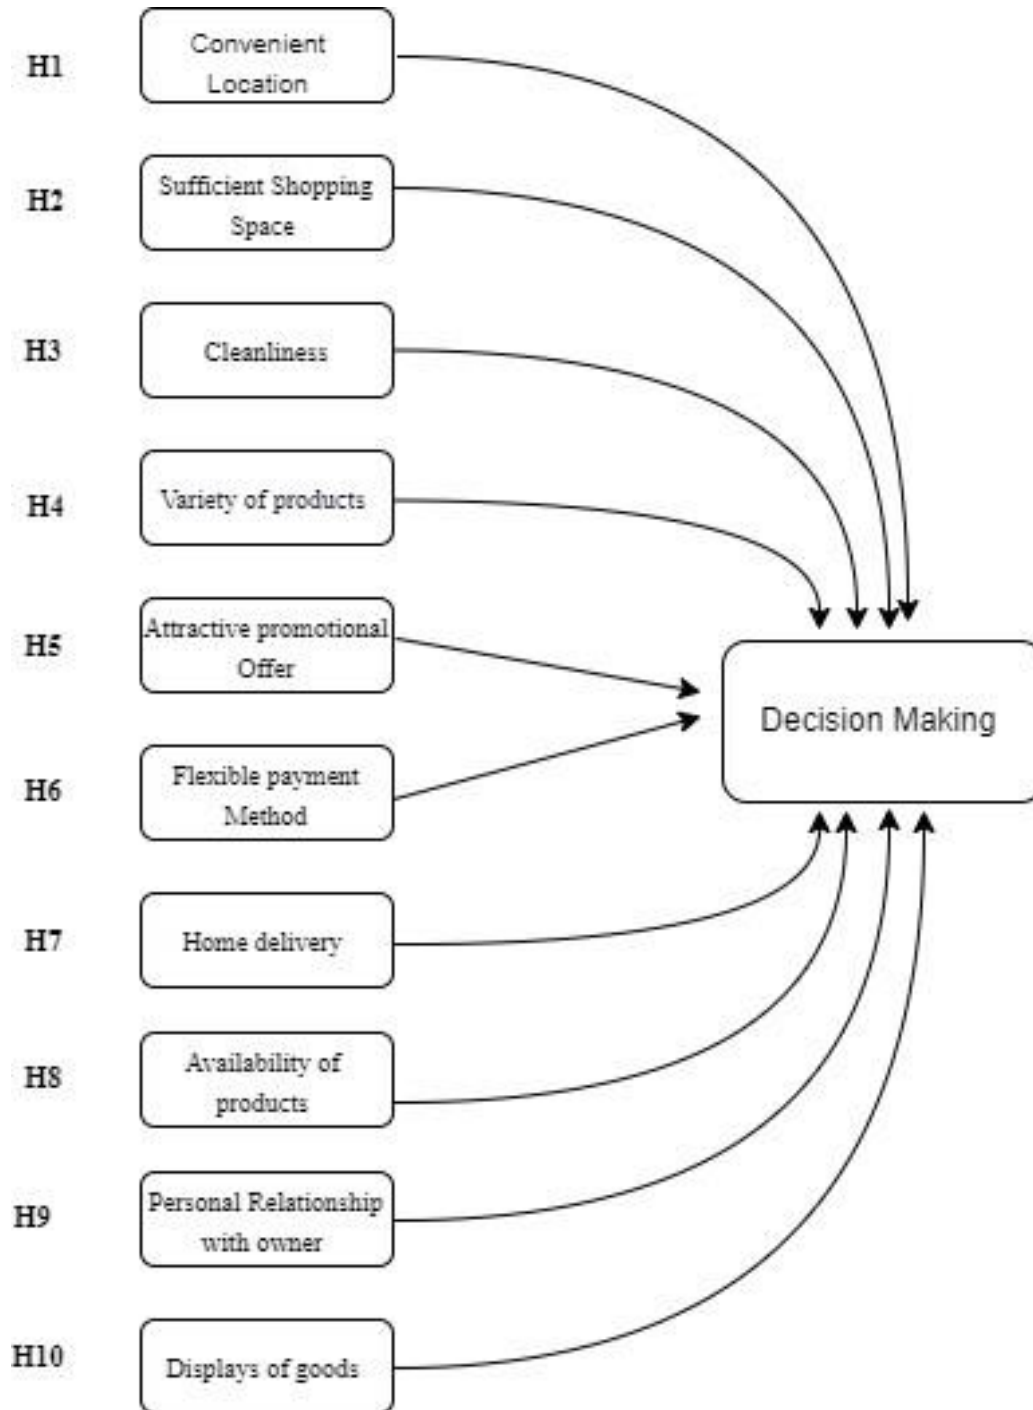 H1
Convenient
Location
H2
Sufficient Shopping
Space
H3
Cleanliness
H4
Variety of products
H5
Attractive promotional
Offer
Decision Making
H6
Flexible payment
Method
H7
Home delivery
H8
Availability of
products
H9
Personal Relationship
with owner
H10
Displays of goods